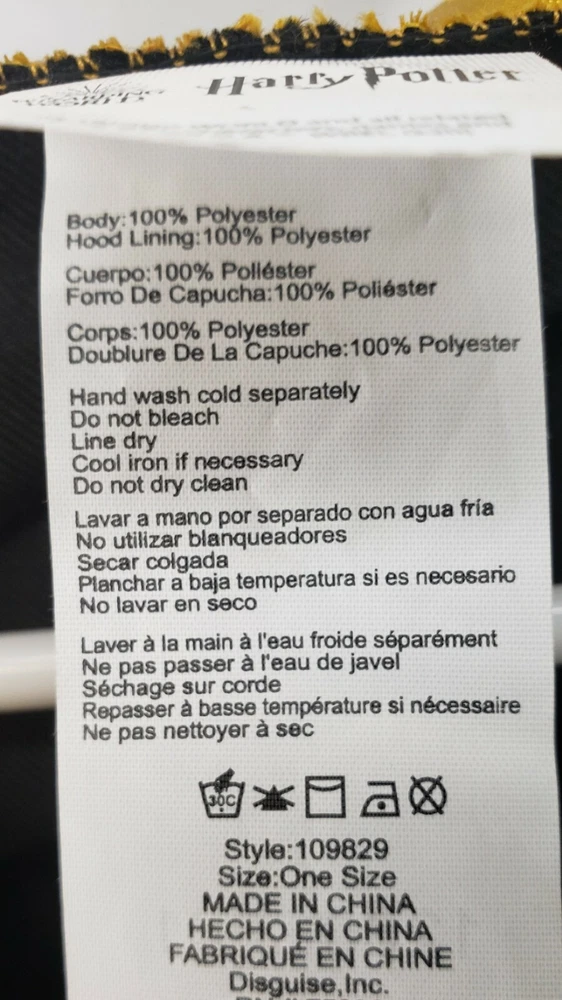 Harry Potter
Body:100% Polyester
Hood Lining:100% Polyester
Cuerpo:100% Poliéster
Forro De Capucha:100% Poliéster
Corps:100% Polyester
Doublure De La Capuche:100% Polyester
Hand wash cold separately
Do not bleach
Line dry
Cool iron if necessary
Do not dry clean
Lavar a mano por separado con agua fría
No utilizar blanqueadores
Secar colgada
Planchar a baja temperatura si es necesario
No lavar en seco
Laver à la main à l'eau froide séparément
Ne pas passer à l'eau de javel
Séchage sur corde
Repasser à basse température si nécessaire
Ne pas nettoyer à sec
30C
Style:109829
Size:One Size
MADE IN CHINA
HECHO EN CHINA
FABRIQUÉ EN CHINE
Disguise,Inc.